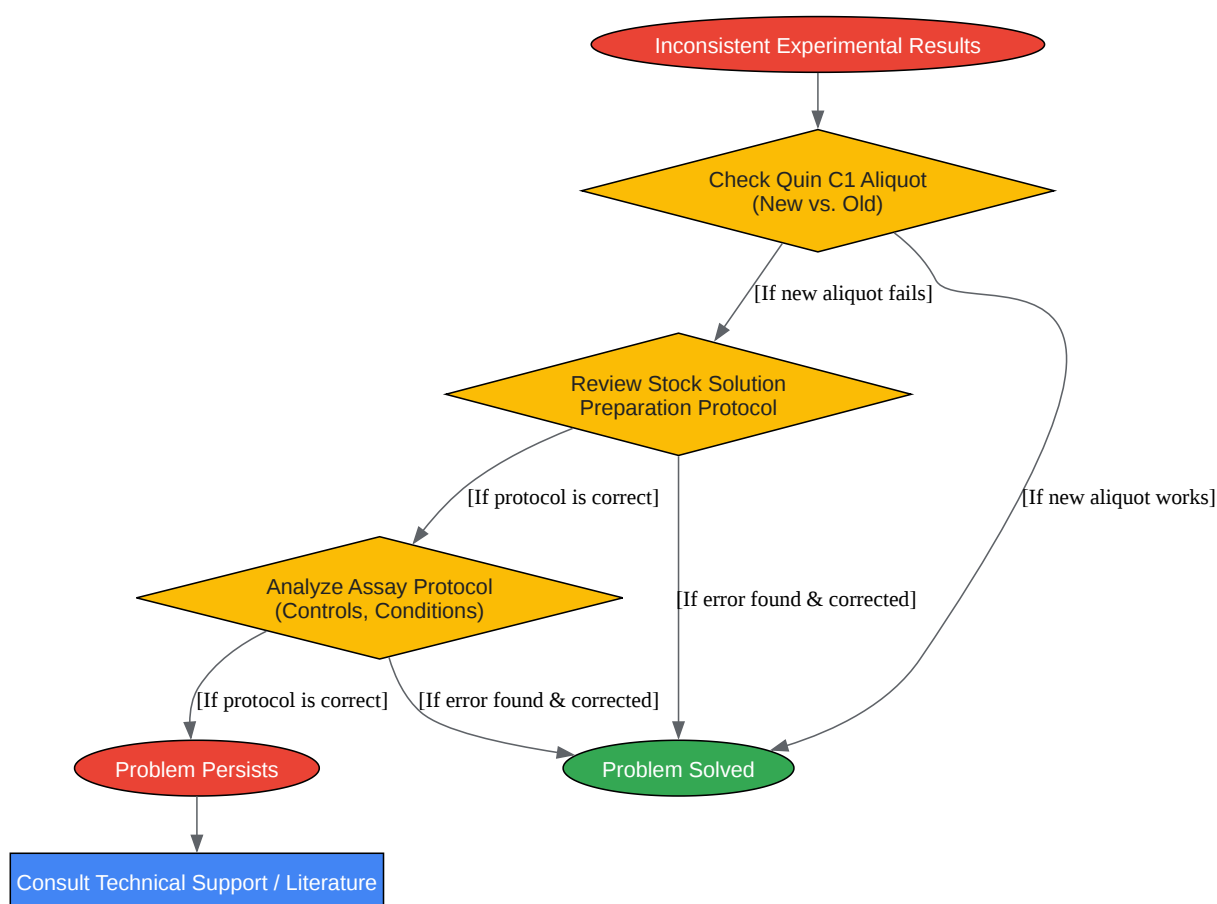 Inconsistent Experimental Results
Check Quin C1 Aliquot
(New vs. Old)
[If new aliquot fails]
Review Stock Solution
Preparation Protocol
[If protocol is correct]
[If new aliquot works]
Analyze Assay Protocol
(Controls, Conditions)
[If error found & corrected]
[If protocol is correct]
[If error found & corrected]
Problem Persists
Problem Solved
Consult Technical Support / Literature